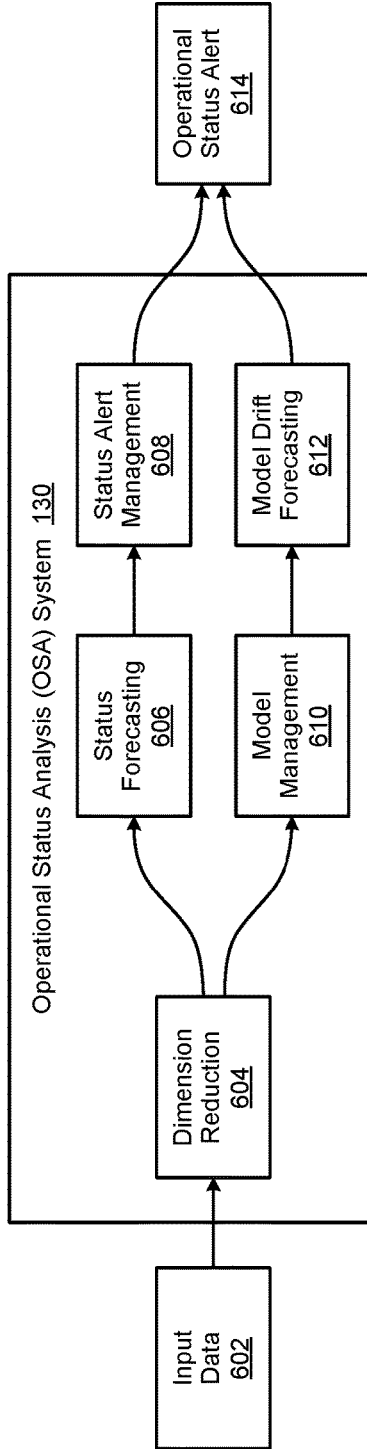 Operational Status Analysis (OSA) System 130
Input
Data
602
Dimension
Reduction
604
Status
Forecasting
606
Status Alert
Management
608
Model
Management
610
Model Drift
Forecasting
612
Operational
Status Alert
614